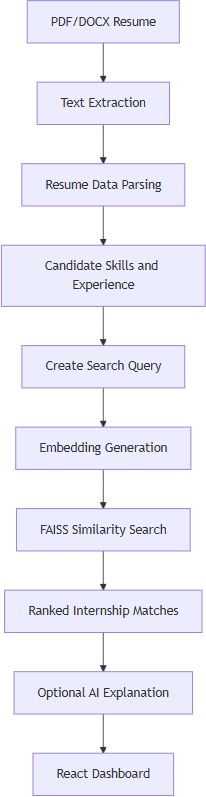 PDF/DOCX Resume
Text Extraction
Resume Data Parsing
Candidate Skills and
Experience
Create Search Query
Embedding Generation
FAISS Similarity Search
Ranked Internship Matches
Optional AI Explanation
React Dashboard